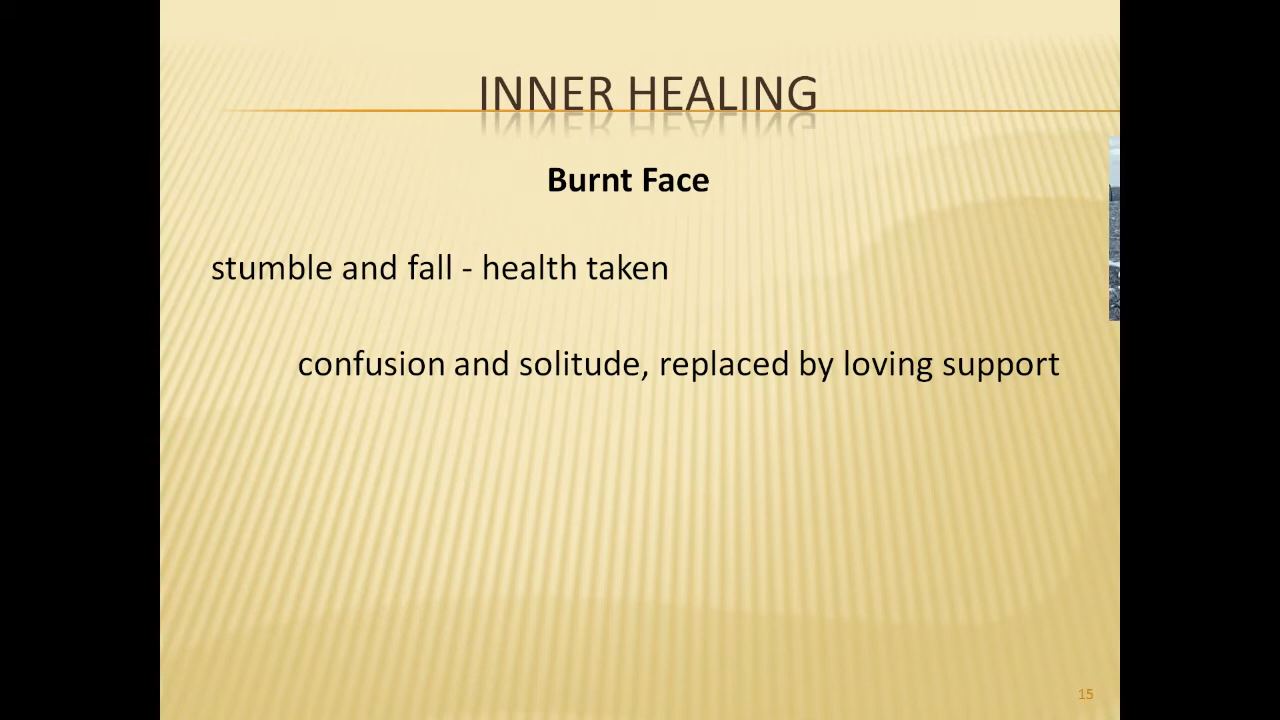 INNER HEALING
Burnt Face
stumble and fall - health taken
confusion and solitude, replaced by loving support
15